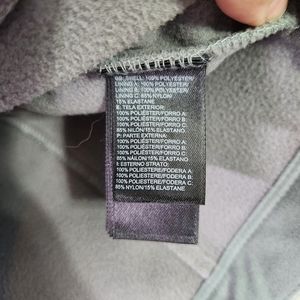 GB: SHELL: 100% POLYESTER/
LINING A: 100% POLYESTER/
LINING B: 100% POLYESTER/
LINING C: 85% NYLON/
15% ELASTANE
E: TELA EXTERIOR:
100% POLIÉSTER/FORRO A:
100% POLIÉSTER/FORRO B:
100% POLIÉSTER/FORRO C:
85% NILÓN/15% ELASTANO
P: PARTE EXTERNA:
100% POLIÉSTER/FORRO A:
100% POLIÉSTER/FORRO B:
100% POLIÉSTER/FORRO C:
85% NÁILON/15% ELASTANO
I: ESTERNO STRATO:
100% POLIESTERE/FODERA A:
100% POLIESTERE/FODERA B:
100% POLIESTERE/FODERA C:
85% NYLON/15% ELASTANE